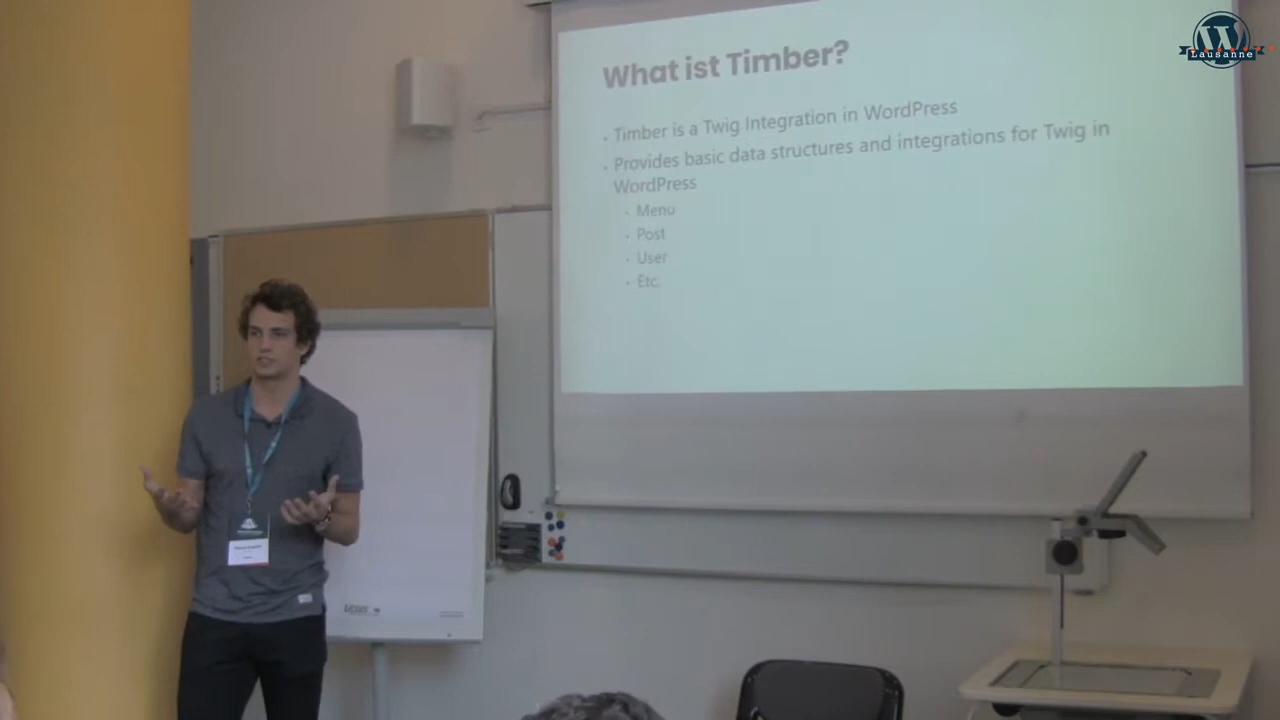 What ist Timber?
Timber is a Twig Integration in WordPress
Provides basic data structures and integrations for Twig in
WordPress
Menu
Post
User
Etc.
Lausanne